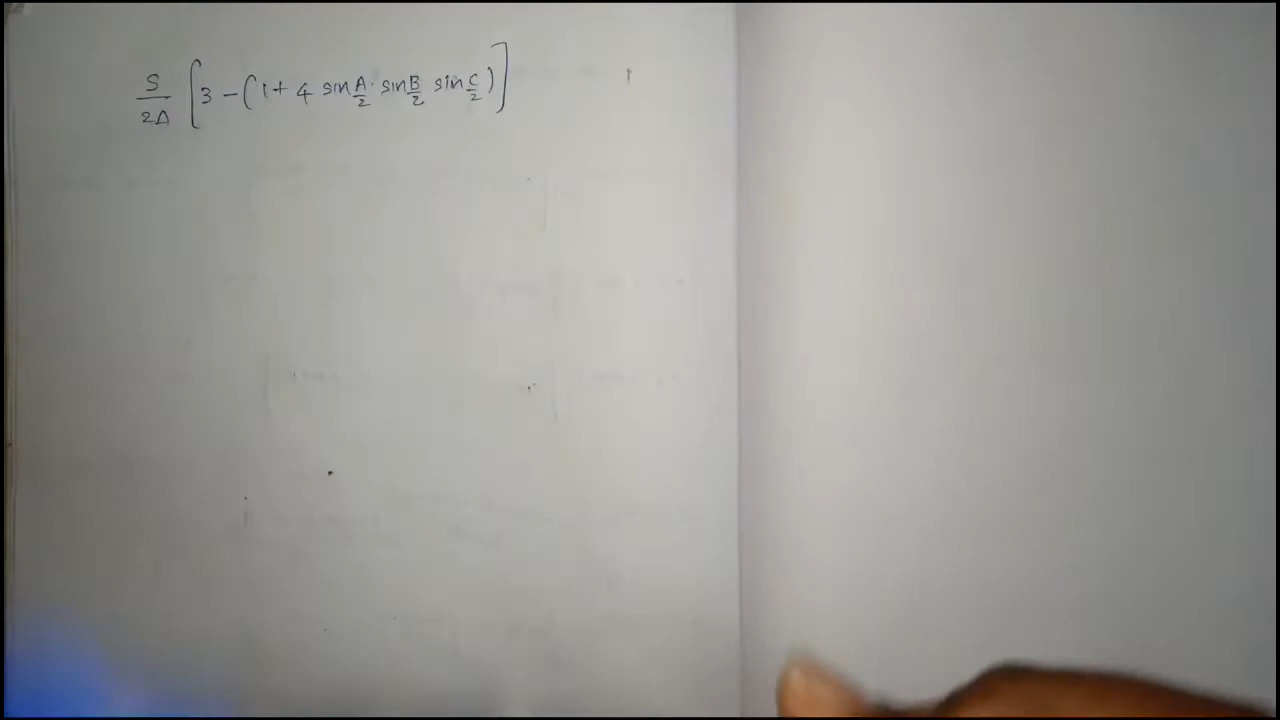 S/2Δ [3 - (1 + 4 sin A/2 · sin B/2 sin C/2)]